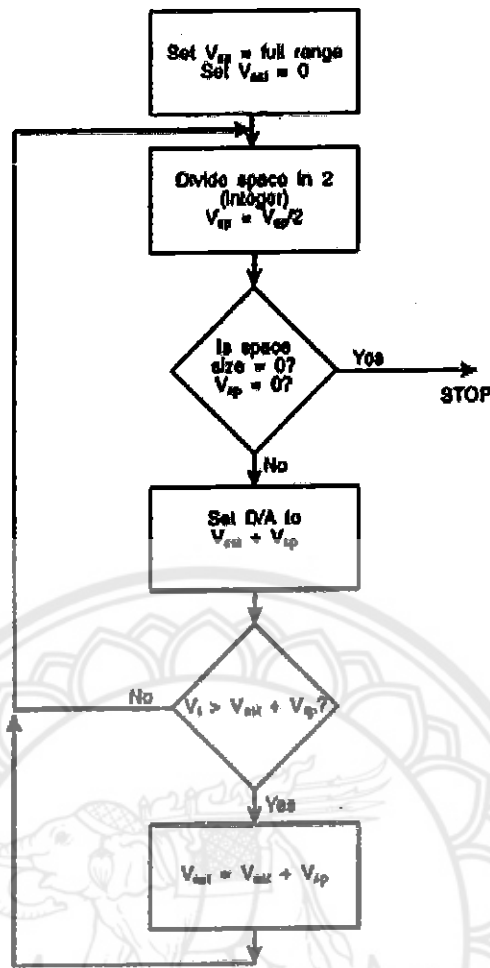 Set V_sp = full range
Set V_est = 0
Divide space in 2
(integer)
V_sp = V_sp/2
Is space
size = 0?
V_sp = 0?
Yes
STOP
No
Set D/A to
V_est + V_sp
No
V_i > V_est + V_sp?
Yes
V_est = V_est + V_sp